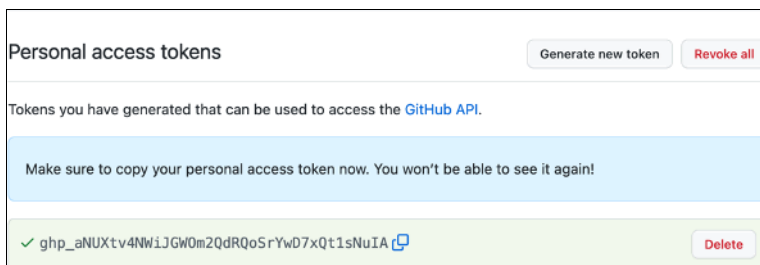 Personal access tokens
Generate new token
Revoke all
Tokens you have generated that can be used to access the GitHub API.
Make sure to copy your personal access token now. You won't be able to see it again!
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
Delete